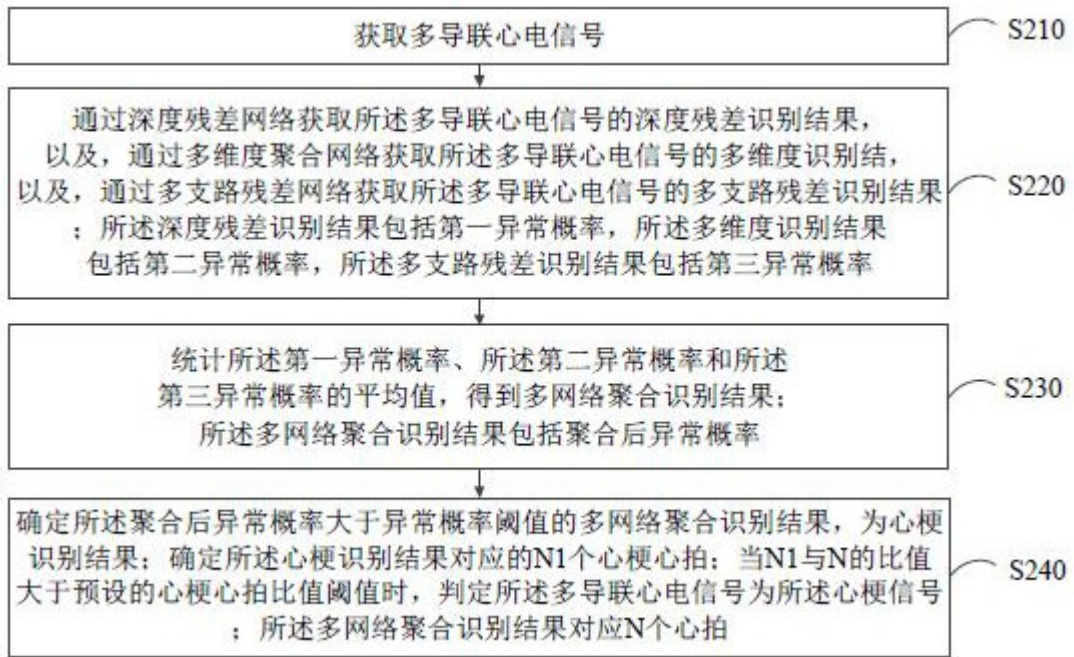 获取多导联心电信号
S210
通过深度残差网络获取所述多导联心电信号的深度残差识别结果，
以及，通过多维度聚合网络获取所述多导联心电信号的多维度识别结，
以及，通过多支路残差网络获取所述多导联心电信号的多支路残差识别结果
；所述深度残差识别结果包括第一异常概率，所述多维度识别结果
包括第二异常概率，所述多支路残差识别结果包括第三异常概率
S220
统计所述第一异常概率、所述第二异常概率和所述
第三异常概率的平均值，得到多网络聚合识别结果；
所述多网络聚合识别结果包括聚合后异常概率
S230
确定所述聚合后异常概率大于异常概率阈值的多网络聚合识别结果，为心梗
识别结果；确定所述心梗识别结果对应的N1个心梗心拍；当N1与N的比值
大于预设的心梗心拍比值阈值时，判定所述多导联心电信号为所述心梗信号
；所述多网络聚合识别结果对应N个心拍
S240